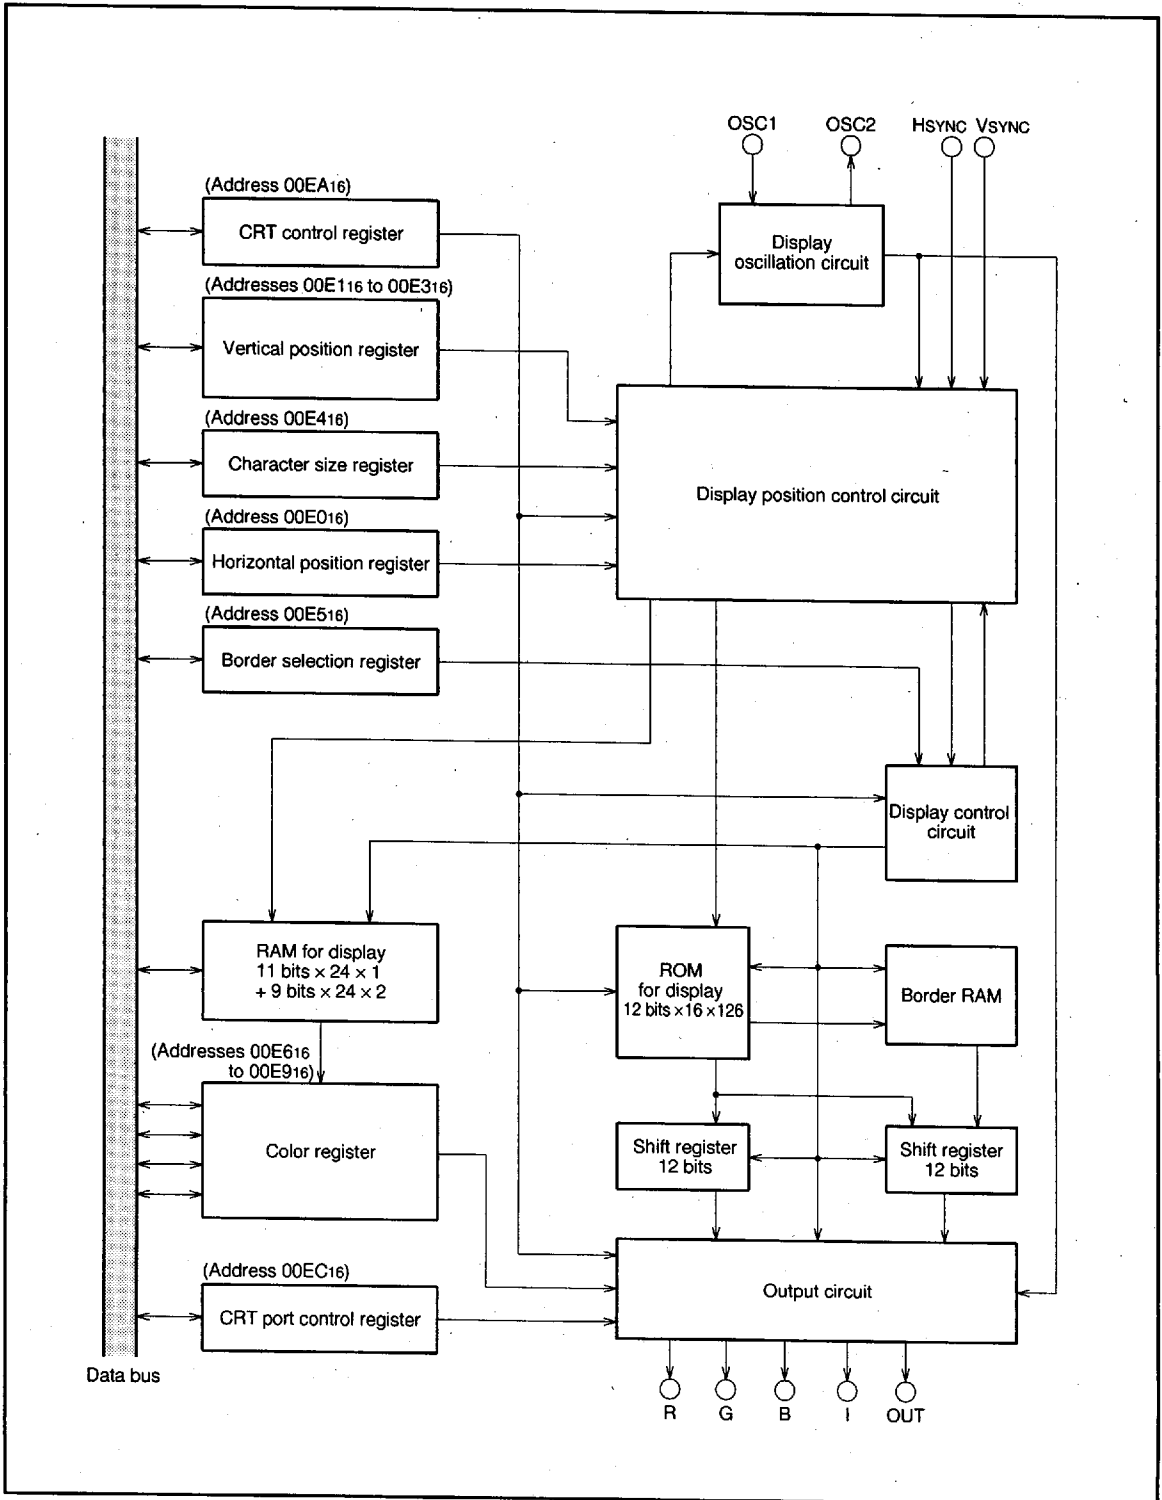 OSC1
OSC2
HSYNC
VSYNC
(Address 00EA16)
CRT control register
Display
oscillation circuit
(Addresses 00E116 to 00E316)
Vertical position register
(Address 00E416)
Character size register
Display position control circuit
(Address 00E016)
Horizontal position register
(Address 00E516)
Border selection register
Display control
circuit
RAM for display
11 bits × 24 × 1
+ 9 bits × 24 × 2
ROM
for display
12 bits ×16 ×126
Border RAM
(Addresses 00E616
to 00E916)
Color register
Shift register
12 bits
Shift register
12 bits
(Address 00EC16)
CRT port control register
Output circuit
Data bus
R
G
B
I
OUT